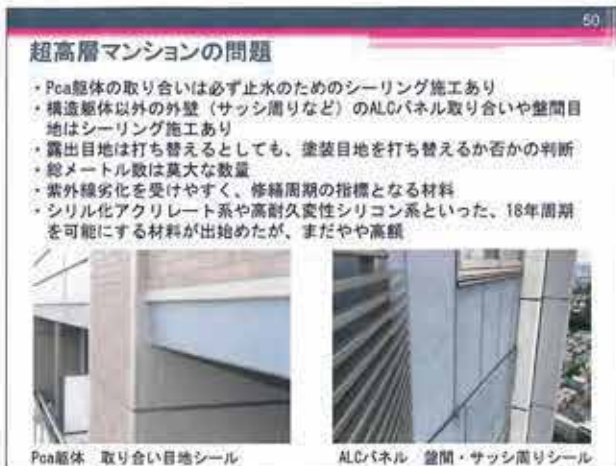 50
超高層マンションの問題
・Pca躯体の取り合いは必ず止水のためのシーリング施工あり
・構造躯体以外の外壁（サッシ周りなど）のALCパネル取り合いや盤間目
地はシーリング施工あり
・露出目地は打ち替えるとしても、塗装目地を打ち替えるか否かの判断
・総メートル数は莫大な数量
・紫外線劣化を受けやすく、修繕周期の指標となる材料
・シリル化アクリレート系や高耐久変性シリコン系といった、18年周期
を可能にする材料が出始めたが、まだやや高額
Pca躯体　取り合い目地シール
ALCパネル　盤間・サッシ周りシール